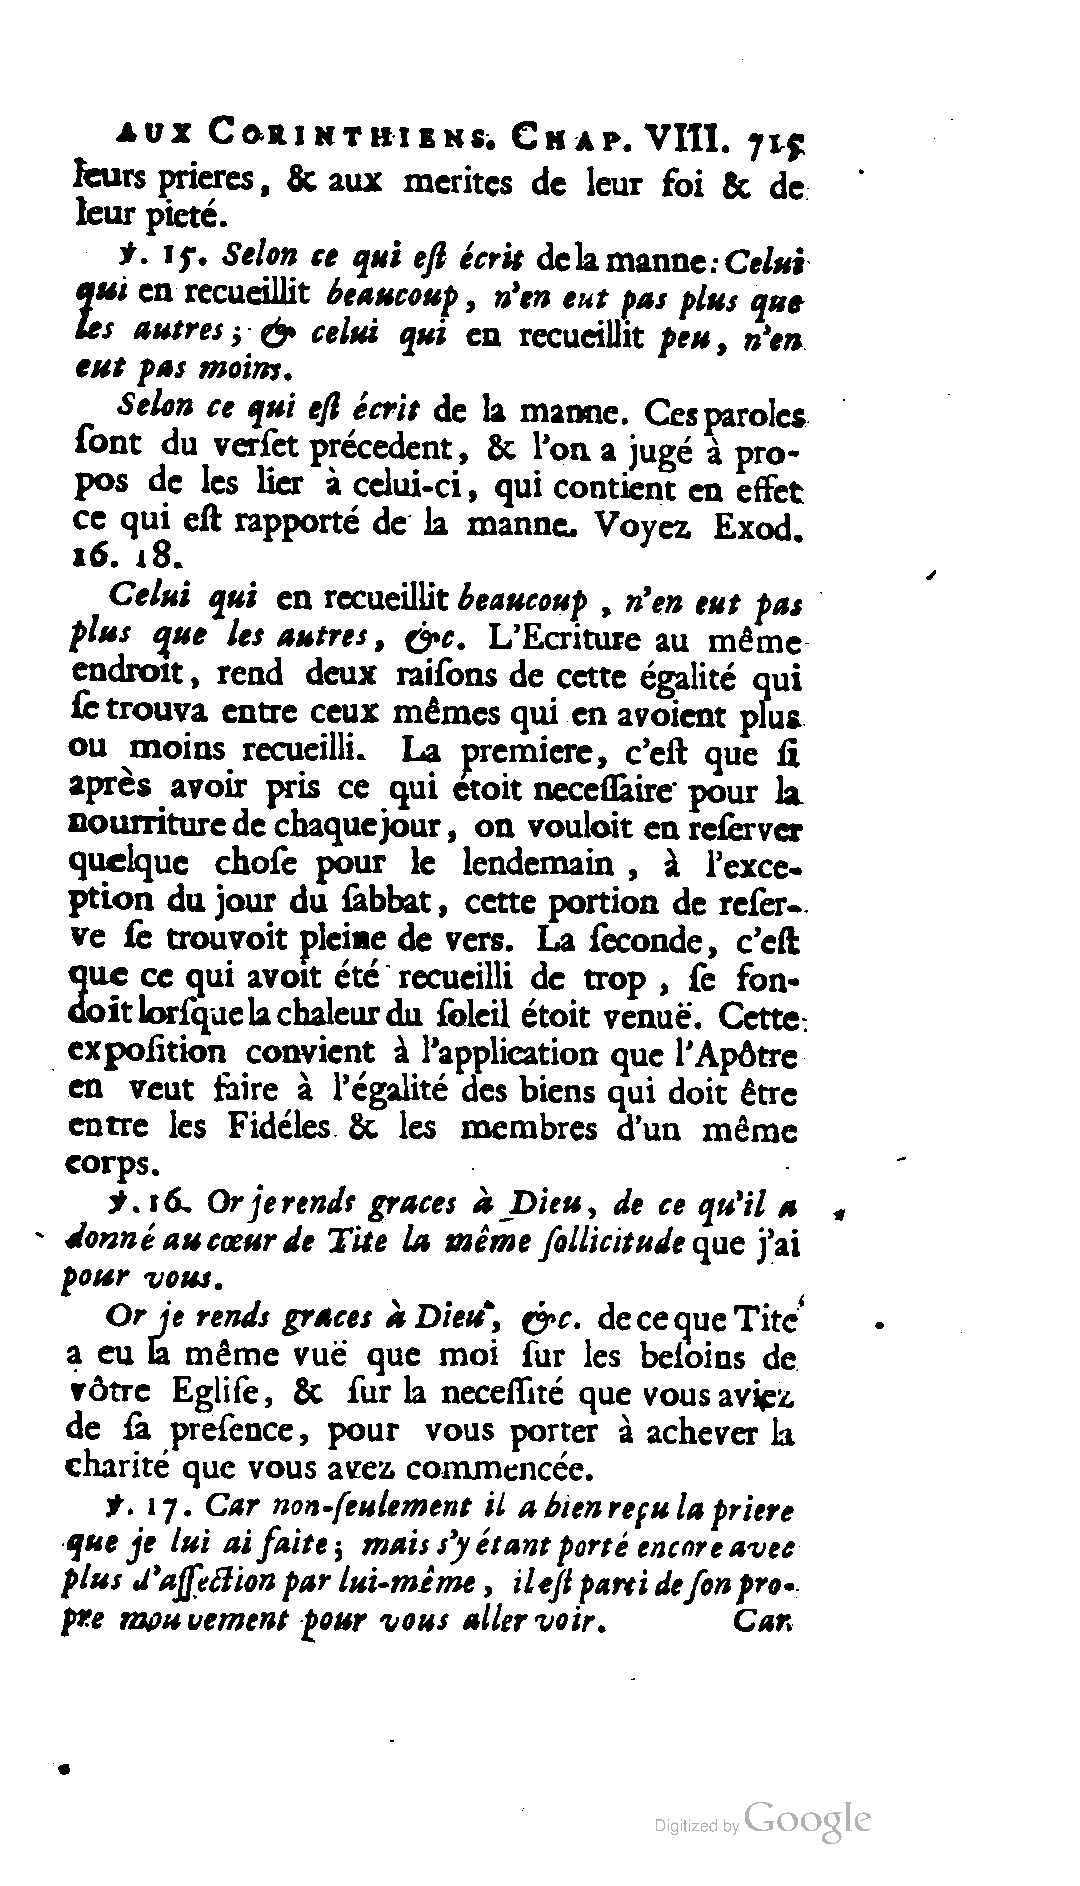 AUX CORINTHIENS. CHAP. VIII. 715
leurs prieres, & aux merites de leur foi & de
leur pieté.
℣. 15. Selon ce qui eſt écrit de la manne: Celui
qui en recueillit beaucoup, n'en eut pas plus que
les autres; & celui qui en recueillit peu, n'en
eut pas moins.
Selon ce qui eſt écrit de la manne. Ces paroles
ſont du verſet précedent, & l'on a jugé à pro-
pos de les lier à celui-ci, qui contient en effet
ce qui eſt rapporté de la manne. Voyez Exod.
16. 18.
Celui qui en recueillit beaucoup, n'en eut pas
plus que les autres, &c. L'Ecriture au même
endroit, rend deux raiſons de cette égalité qui
ſe trouva entre ceux mêmes qui en avoient plus
ou moins recueilli. La premiere, c'eſt que ſi
après avoir pris ce qui étoit neceſſaire pour la
nourriture de chaque jour, on vouloit en reſerver
quelque choſe pour le lendemain, à l'exce-
ption du jour du ſabbat, cette portion de reſer-
ve ſe trouvoit pleine de vers. La ſeconde, c'eſt
que ce qui avoit été recueilli de trop, ſe fon-
doit lorſque la chaleur du ſoleil étoit venuë. Cette
expoſition convient à l'application que l'Apôtre
en veut faire à l'égalité des biens qui doit être
entre les Fidéles & les membres d'un même
corps.
℣. 16. Or je rends graces à Dieu, de ce qu'il a
donné au cœur de Tite la même ſollicitude que j'ai
pour vous.
Or je rends graces à Dieu, &c. de ce que Tite
a eu la même vuë que moi ſur les beſoins de
vôtre Egliſe, & ſur la neceſſité que vous aviez
de ſa preſence, pour vous porter à achever la
charité que vous avez commencée.
℣. 17. Car non-ſeulement il a bien reçu la priere
que je lui ai faite; mais s'y étant porté encore avec
plus d'affection par lui-même, il eſt parti de ſon pro-
pre mouvement pour vous aller voir. Car
Digitized by Google